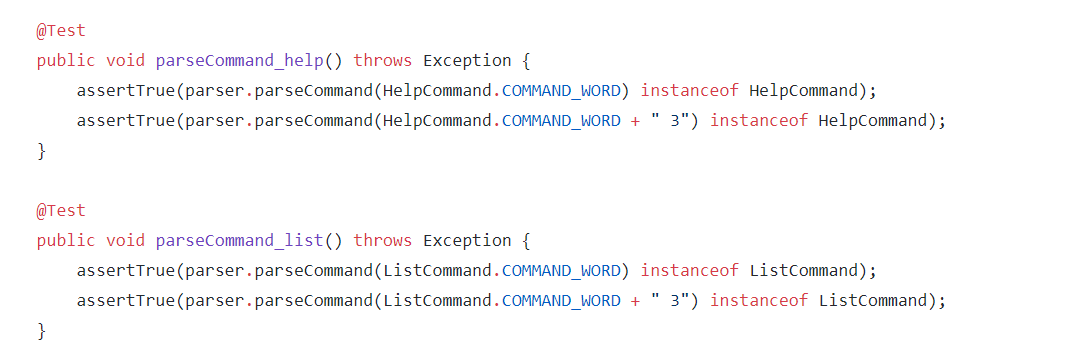 @Test
public void parseCommand_help() throws Exception {
    assertTrue(parser.parseCommand(HelpCommand.COMMAND_WORD) instanceof HelpCommand);
    assertTrue(parser.parseCommand(HelpCommand.COMMAND_WORD + " 3") instanceof HelpCommand);
}

@Test
public void parseCommand_list() throws Exception {
    assertTrue(parser.parseCommand(ListCommand.COMMAND_WORD) instanceof ListCommand);
    assertTrue(parser.parseCommand(ListCommand.COMMAND_WORD + " 3") instanceof ListCommand);
}